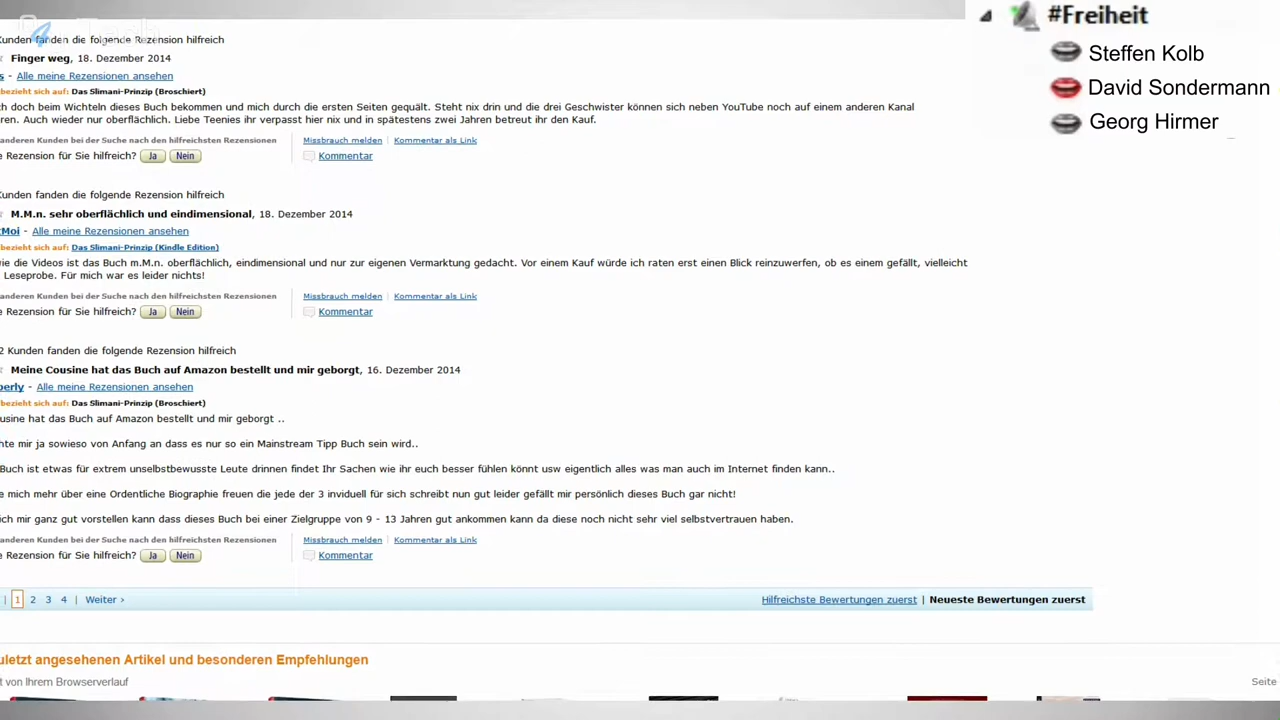 #Freiheit
Steffen Kolb
David Sondermann
Georg Hirmer
Kunden fanden die folgende Rezension hilfreich
Finger weg, 18. Dezember 2014
s - Alle meine Rezensionen ansehen
bezieht sich auf: Das Slimani-Prinzip (Broschiert)
ch doch beim Wichteln dieses Buch bekommen und mich durch die ersten Seiten gequält. Steht nix drin und die drei Geschwister können sich neben YouTube noch auf einem anderen Kanal
ren. Auch wieder nur oberflächlich. Liebe Teenies ihr verpasst hier nix und in spätestens zwei Jahren betreut ihr den Kauf.
anderen Kunden bei der Suche nach den hilfreichsten Rezensionen
Missbrauch melden | Kommentar als Link
e Rezension für Sie hilfreich? Ja Nein
Kommentar
Kunden fanden die folgende Rezension hilfreich
M.M.n. sehr oberflächlich und eindimensional, 18. Dezember 2014
tMoi - Alle meine Rezensionen ansehen
bezieht sich auf: Das Slimani-Prinzip (Kindle Edition)
wie die Videos ist das Buch m.M.n. oberflächlich, eindimensional und nur zur eigenen Vermarktung gedacht. Vor einem Kauf würde ich raten erst einen Blick reinzuwerfen, ob es einem gefällt, vielleicht
Leseprobe. Für mich war es leider nichts!
anderen Kunden bei der Suche nach den hilfreichsten Rezensionen
Missbrauch melden | Kommentar als Link
e Rezension für Sie hilfreich? Ja Nein
Kommentar
2 Kunden fanden die folgende Rezension hilfreich
Meine Cousine hat das Buch auf Amazon bestellt und mir geborgt, 16. Dezember 2014
berly - Alle meine Rezensionen ansehen
bezieht sich auf: Das Slimani-Prinzip (Broschiert)
usine hat das Buch auf Amazon bestellt und mir geborgt ..
hte mir ja sowieso von Anfang an dass es nur so ein Mainstream Tipp Buch sein wird..
Buch ist etwas für extrem unselbstbewusste Leute drinnen findet Ihr Sachen wie ihr euch besser fühlen könnt usw eigentlich alles was man auch im Internet finden kann..
e mich mehr über eine Ordentliche Biographie freuen die jede der 3 inviduell für sich schreibt nun gut leider gefällt mir persönlich dieses Buch gar nicht!
ich mir ganz gut vorstellen kann dass dieses Buch bei einer Zielgruppe von 9 - 13 Jahren gut ankommen kann da diese noch nicht sehr viel selbstvertrauen haben.
anderen Kunden bei der Suche nach den hilfreichsten Rezensionen
Missbrauch melden | Kommentar als Link
e Rezension für Sie hilfreich? Ja Nein
Kommentar
| 1 2 3 4 | Weiter ›
Hilfreichste Bewertungen zuerst | Neueste Bewertungen zuerst
uletzt angesehenen Artikel und besonderen Empfehlungen
t von Ihrem Browserverlauf
Seite